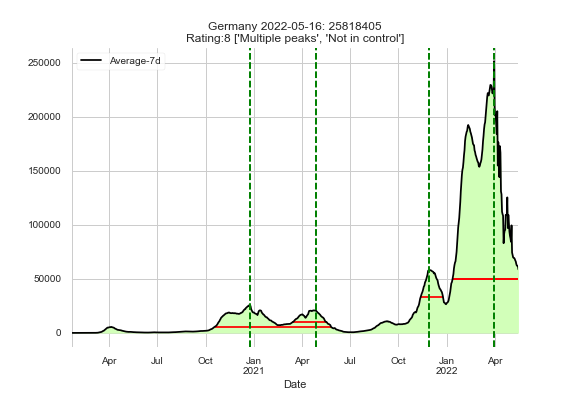 Germany 2022-05-16: 25818405
Rating:8 ['Multiple peaks', 'Not in control']
Average-7d
250000
200000
150000
100000
50000
0
Apr Jul Oct Jan Apr Jul Oct Jan Apr
2021 2022
Date